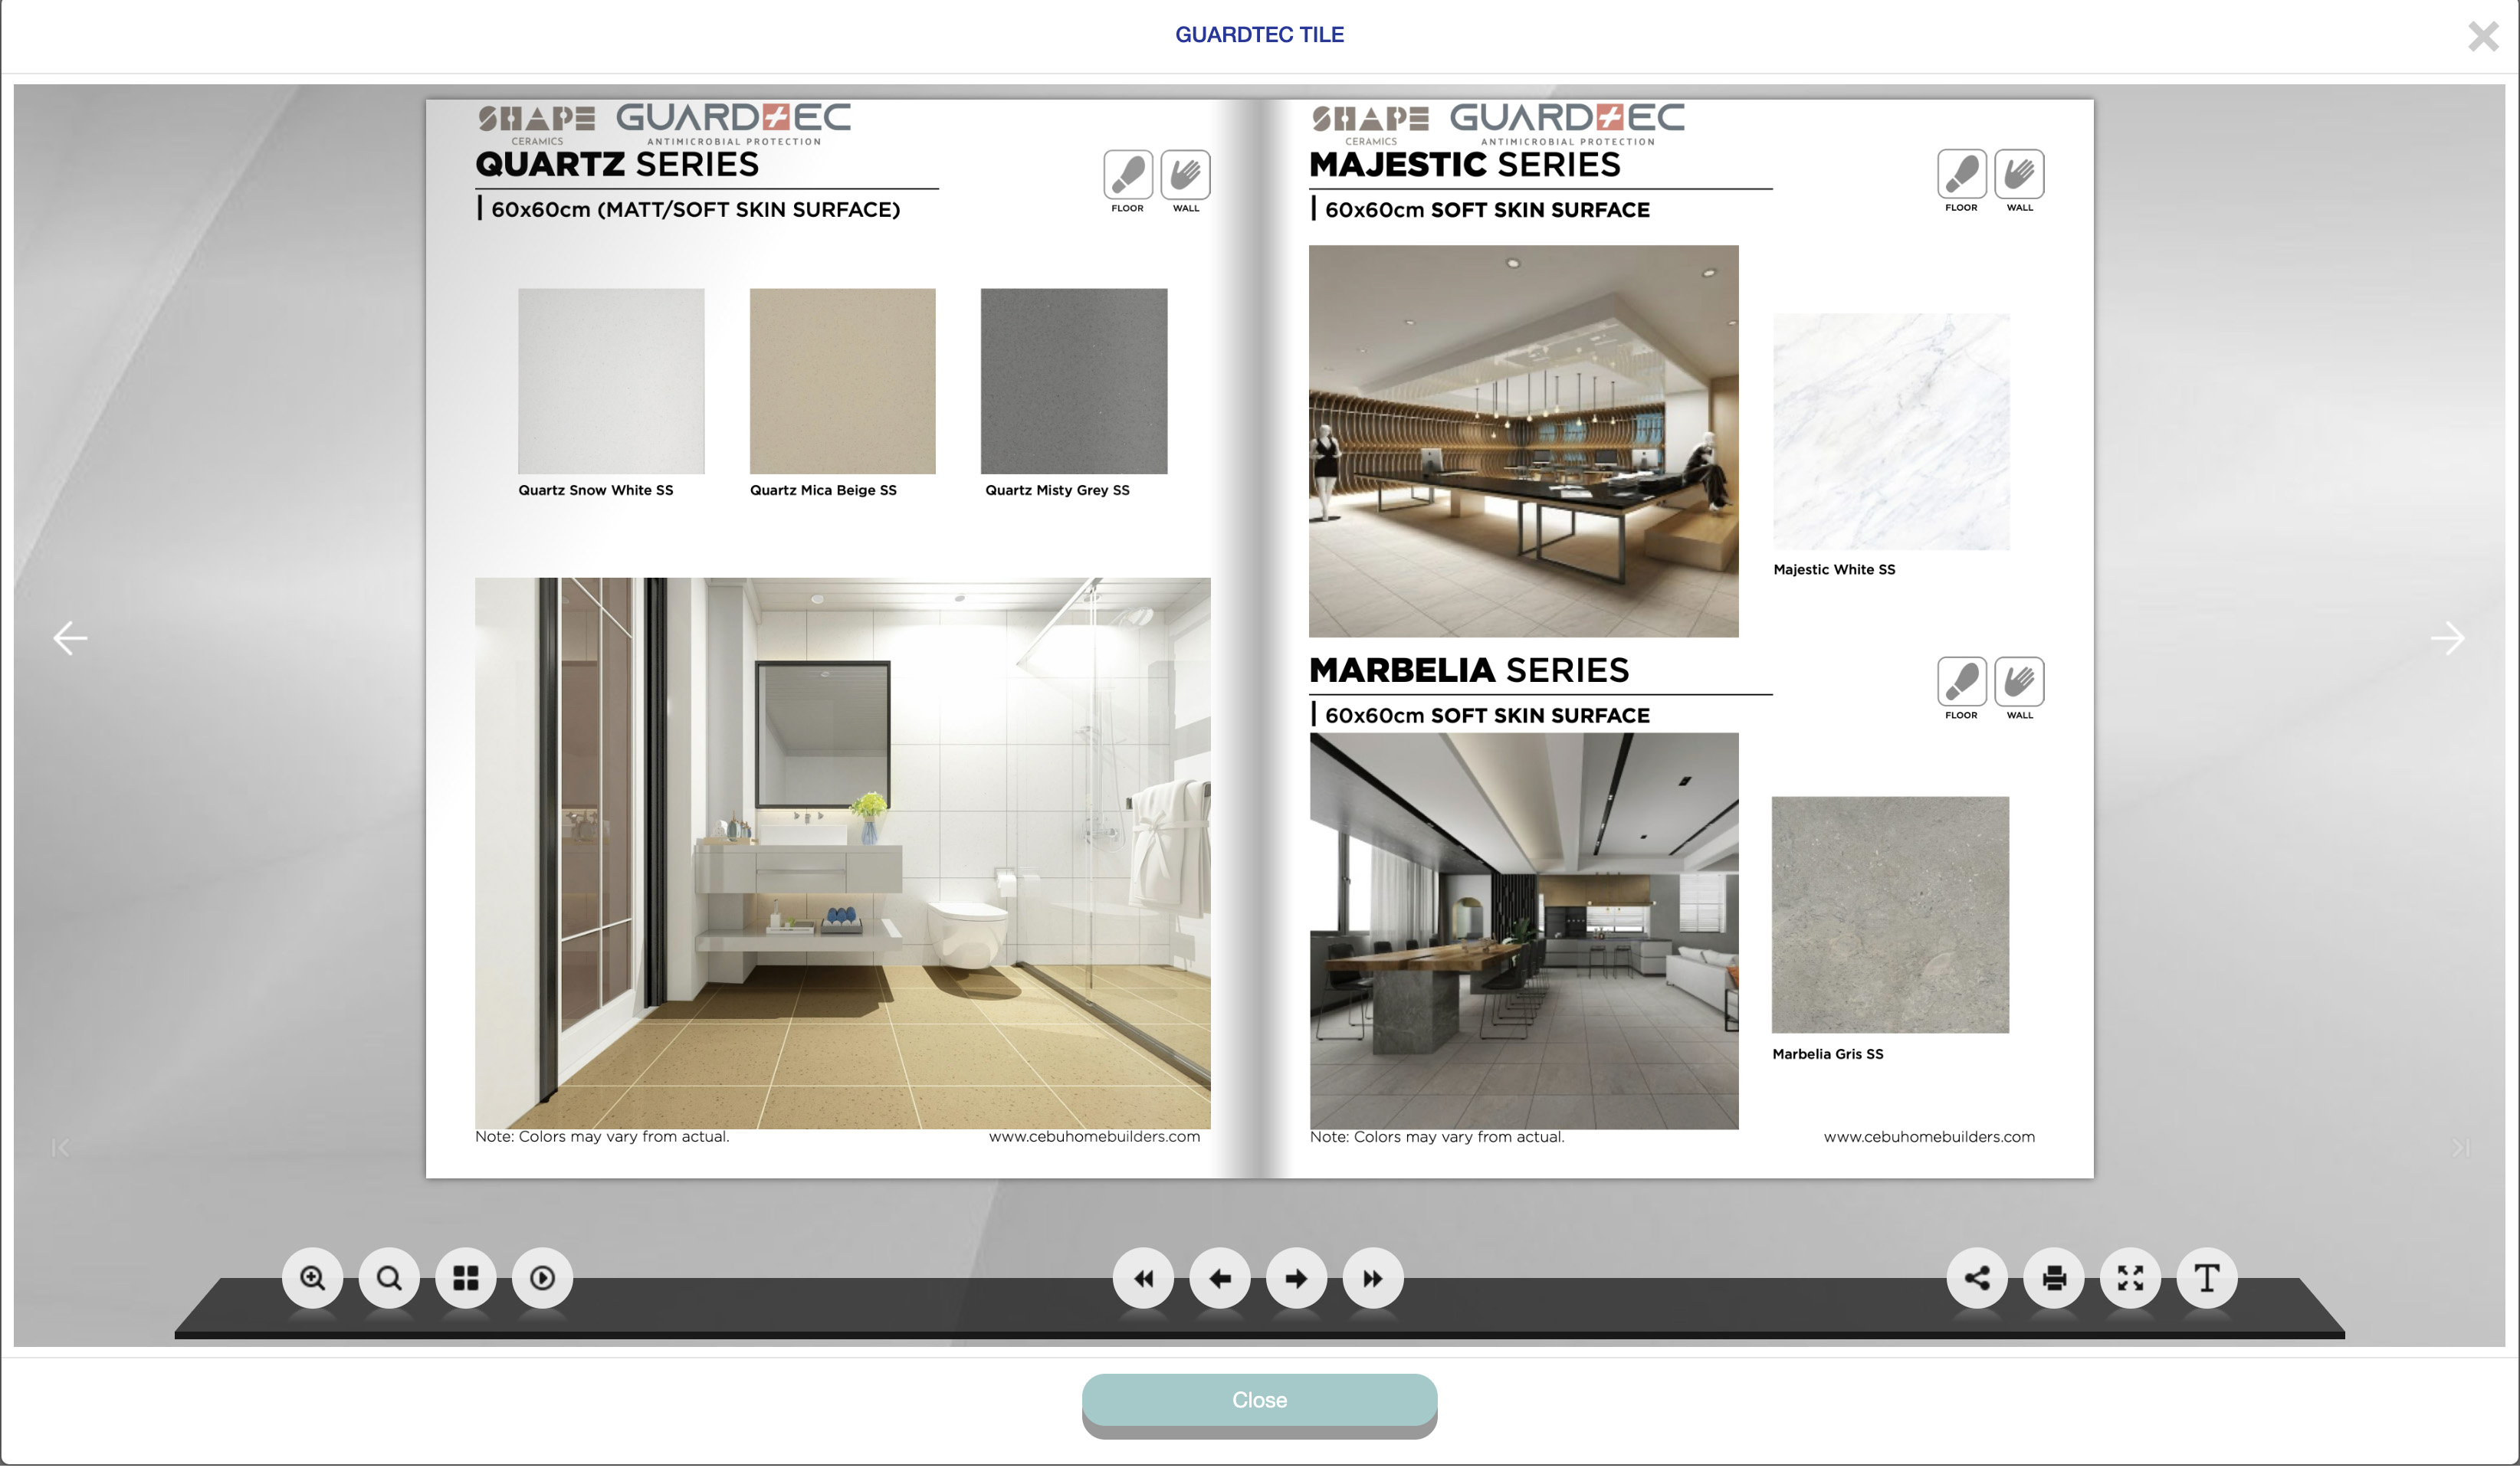 GUARDTEC TILE
SHAPE GUARDTEC
CERAMICS ANTIMICROBIAL PROTECTION
QUARTZ SERIES
60x60cm (MATT/SOFT SKIN SURFACE)
FLOOR WALL
Quartz Snow White SS
Quartz Mica Beige SS
Quartz Misty Grey SS
Note: Colors may vary from actual.
www.cebuhomebuilders.com
SHAPE GUARDTEC
CERAMICS ANTIMICROBIAL PROTECTION
MAJESTIC SERIES
60x60cm SOFT SKIN SURFACE
FLOOR WALL
Majestic White SS
MARBELIA SERIES
60x60cm SOFT SKIN SURFACE
FLOOR WALL
Marbelia Gris SS
Note: Colors may vary from actual.
www.cebuhomebuilders.com
T
Close